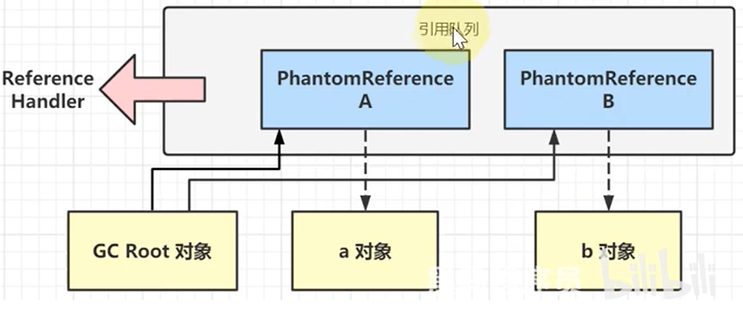 引用队列
Reference
Handler
PhantomReference
A
PhantomReference
B
GC Root 对象
a 对象
b 对象
bilibili